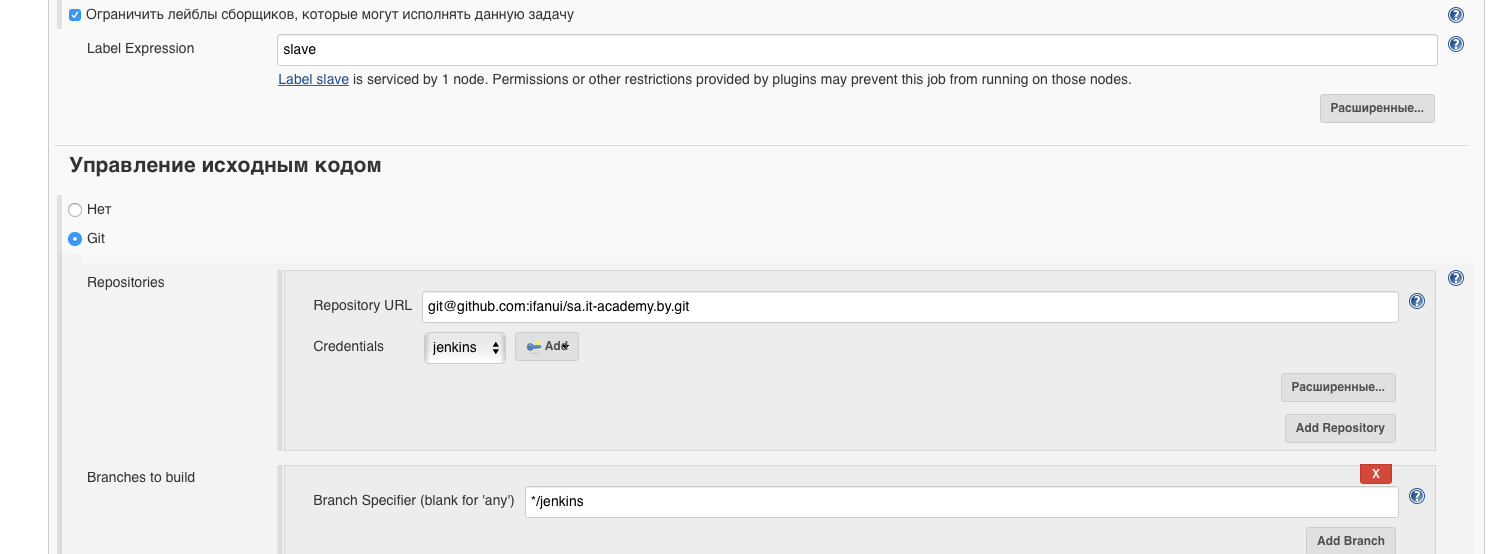 Ограничить лейблы сборщиков, которые могут исполнять данную задачу
Label Expression
slave
Label slave is serviced by 1 node. Permissions or other restrictions provided by plugins may prevent this job from running on those nodes.
Расширенные...
Управление исходным кодом
Нет
Git
Repositories
Repository URL
git@github.com:ifanui/sa.it-academy.by.git
Credentials
jenkins
Add
Расширенные...
Add Repository
Branches to build
X
Branch Specifier (blank for 'any')
*/jenkins
Add Branch